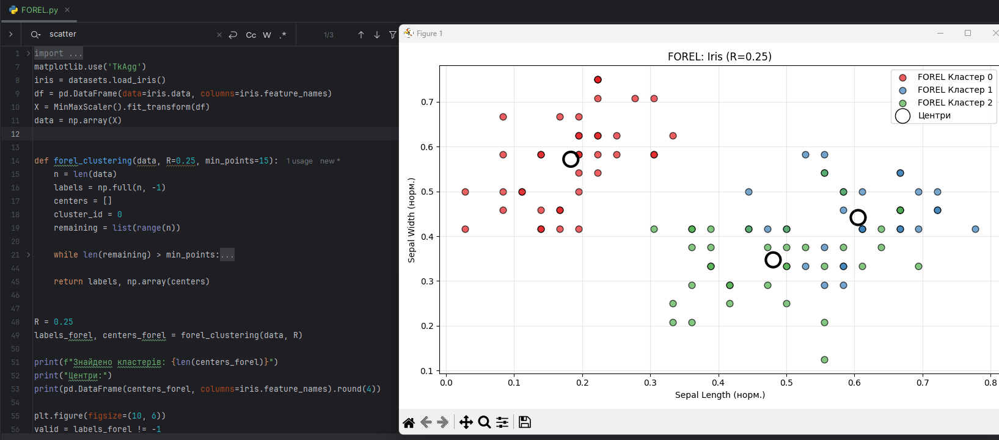 FOREL.py
scatter
Cc W .*
1/3
1 import ...
7 matplotlib.use('TkAgg')
8 iris = datasets.load_iris()
9 df = pd.DataFrame(data=iris.data, columns=iris.feature_names)
10 X = MinMaxScaler().fit_transform(df)
11 data = np.array(X)
12
13
14 def forel_clustering(data, R=0.25, min_points=15): 1 usage new *
15 n = len(data)
16 labels = np.full(n, -1)
17 centers = []
18 cluster_id = 0
19 remaining = list(range(n))
20
21 while len(remaining) > min_points:...
44
45 return labels, np.array(centers)
46
47
48 R = 0.25
49 labels_forel, centers_forel = forel_clustering(data, R)
50
51 print(f"Знайдено кластерів: {len(centers_forel)}")
52 print("Центри:")
53 print(pd.DataFrame(centers_forel, columns=iris.feature_names).round(4))
54
55 plt.figure(figsize=(10, 6))
56 valid = labels_forel != -1
Figure 1
FOREL: Iris (R=0.25)
FOREL Кластер 0
FOREL Кластер 1
FOREL Кластер 2
Центри
Sepal Width (норм.)
0.7
0.6
0.5
0.4
0.3
0.2
0.1
0.0 0.1 0.2 0.3 0.4 0.5 0.6 0.7 0.8
Sepal Length (норм.)